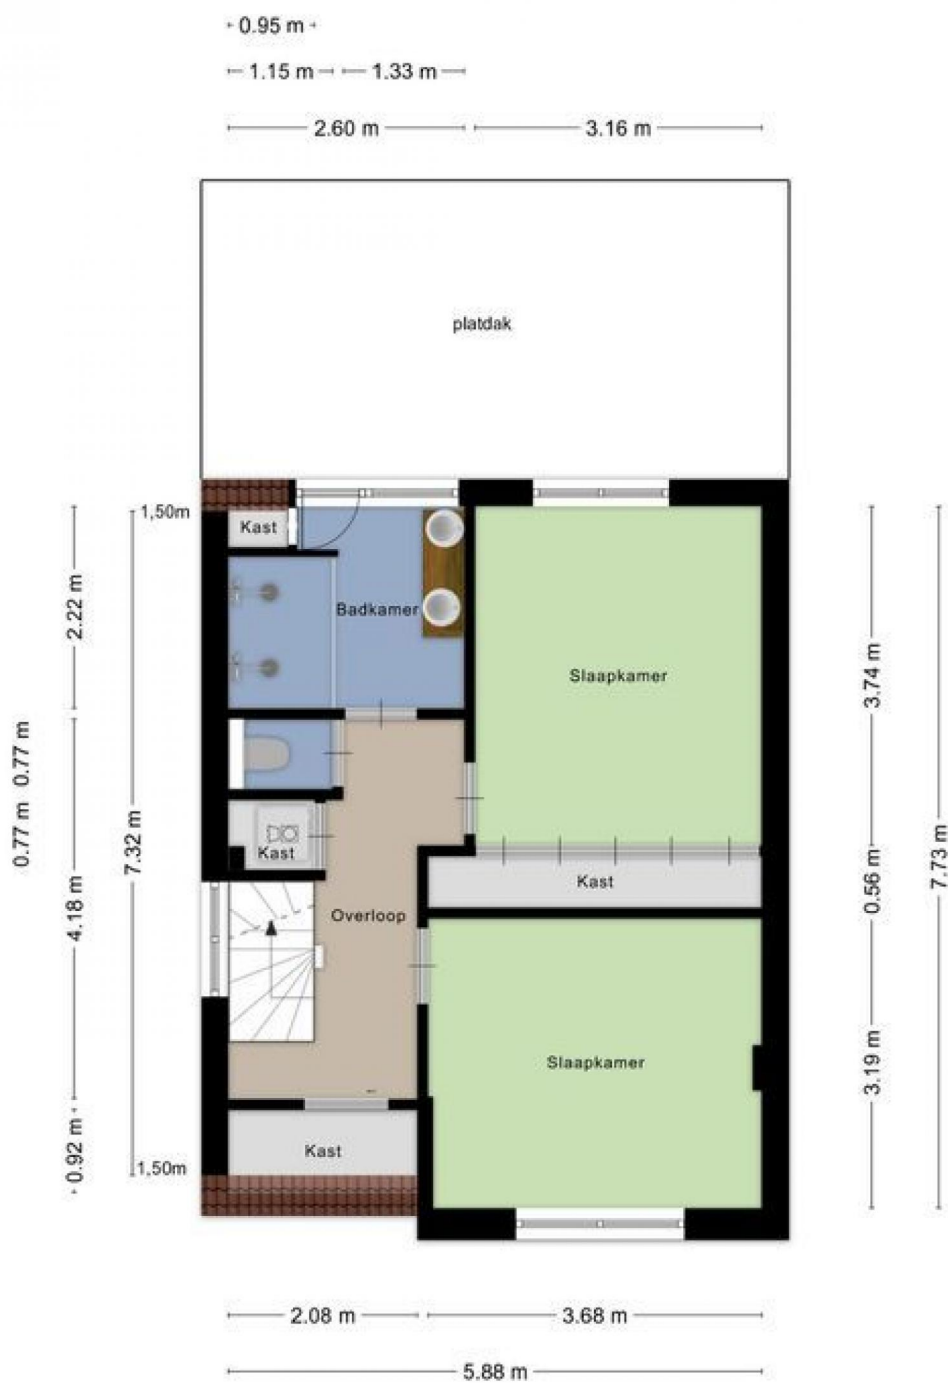 0.95 m
1.15 m 1.33 m
2.60 m 3.16 m
platdak
1,50m
Kast
2.22 m
Badkamer
3.74 m
Slaapkamer
0.77 m
0.77 m
7.32 m
7.73 m
Kast
0.56 m
Kast
4.18 m
Overloop
3.19 m
Slaapkamer
0.92 m
Kast
1,50m
2.08 m 3.68 m
5.88 m